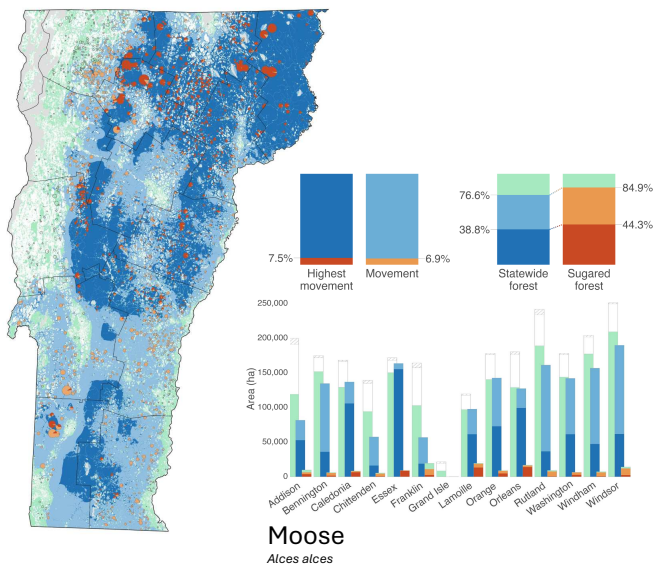 7.5%
6.9%
Highest movement
Movement
76.6%
38.8%
84.9%
44.3%
Statewide forest
Sugared forest
250,000
200,000
150,000
100,000
50,000
0
Area (ha)
Addison
Bennington
Caledonia
Chittenden
Essex
Franklin
Grand Isle
Lamoille
Orange
Orleans
Rutland
Washington
Windham
Windsor
Moose
Alces alces